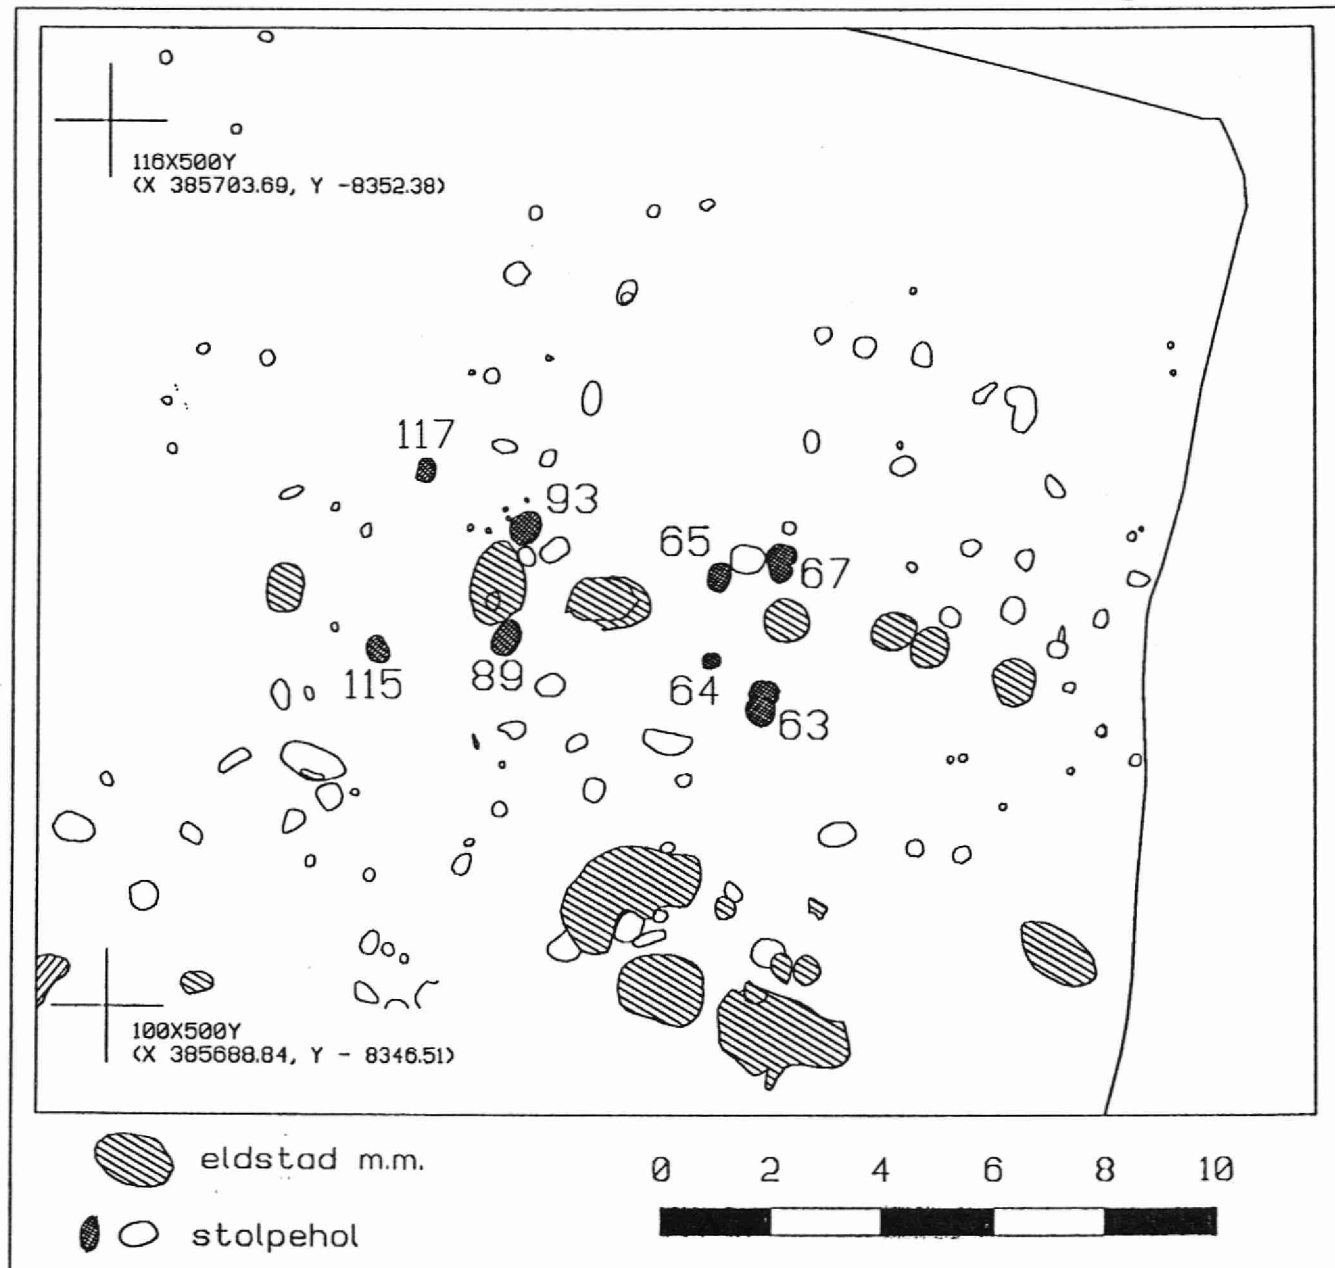 116X500Y
(X 385703.69, Y -8352.38)
117
93
65
67
115
89
64
63
100X500Y
(X 385688.84, Y - 8346.51)
eldstad m.m.
0 2 4 6 8 10
stolpehol